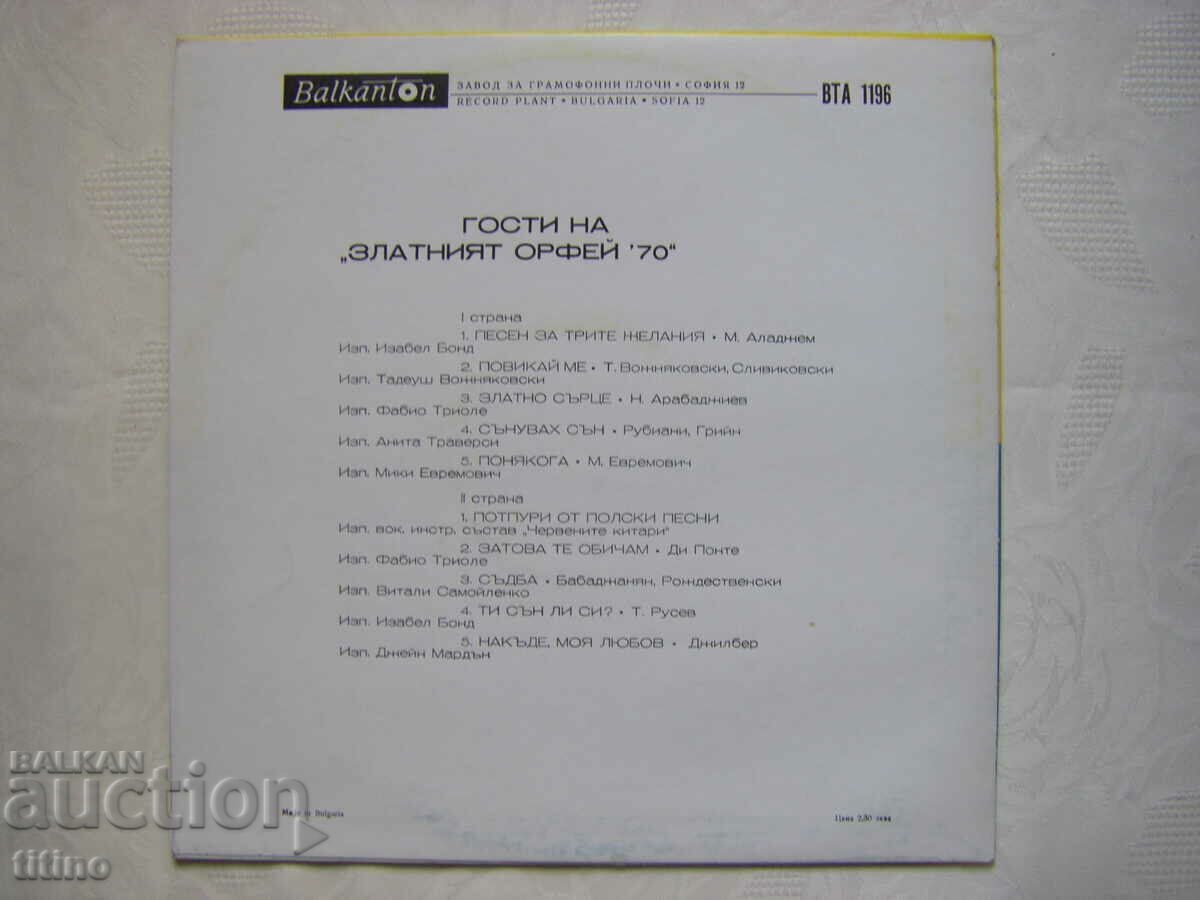 Balkanton
ЗАВОД ЗА ГРАМОФОННИ ПЛОЧИ • СОФИЯ 12
RECORD PLANT • BULGARIA • SOFIA 12
ВТА 1196
ГОСТИ НА
„ЗЛАТНИЯТ ОРФЕЙ '70“
I страна
1. ПЕСЕН ЗА ТРИТЕ ЖЕЛАНИЯ • М. Аладжем
Изп. Изабел Бонд
2. ПОВИКАЙ МЕ • Т. Вожняковски, Сливиковски
Изп. Тадеуш Вожняковски
3. ЗЛАТНО СЪРЦЕ • Н. Арабаджиев
Изп. Фабио Триоле
4. СЪНУВАХ СЪН • Рубиани, Грийн
Изп. Анита Траверси
5. ПОНЯКОГА • М. Евремович
Изп. Мики Евремович
II страна
1. ПОТПУРИ ОТ ПОЛСКИ ПЕСНИ
Изп. вок. инстр. състав „Червените китари“
2. ЗАТОВА ТЕ ОБИЧАМ • Ди Понте
Изп. Фабио Триоле
3. СЪДБА • Бабаджанян, Рождественски
Изп. Витали Самойленко
4. ТИ СЪН ЛИ СИ? • Т. Русев
Изп. Изабел Бонд
5. НАКЪДЕ, МОЯ ЛЮБОВ • Джилбер
Изп. Джейн Мардън
Made in Bulgaria
Цена 2,80 лева
BALKAN
auction
titino